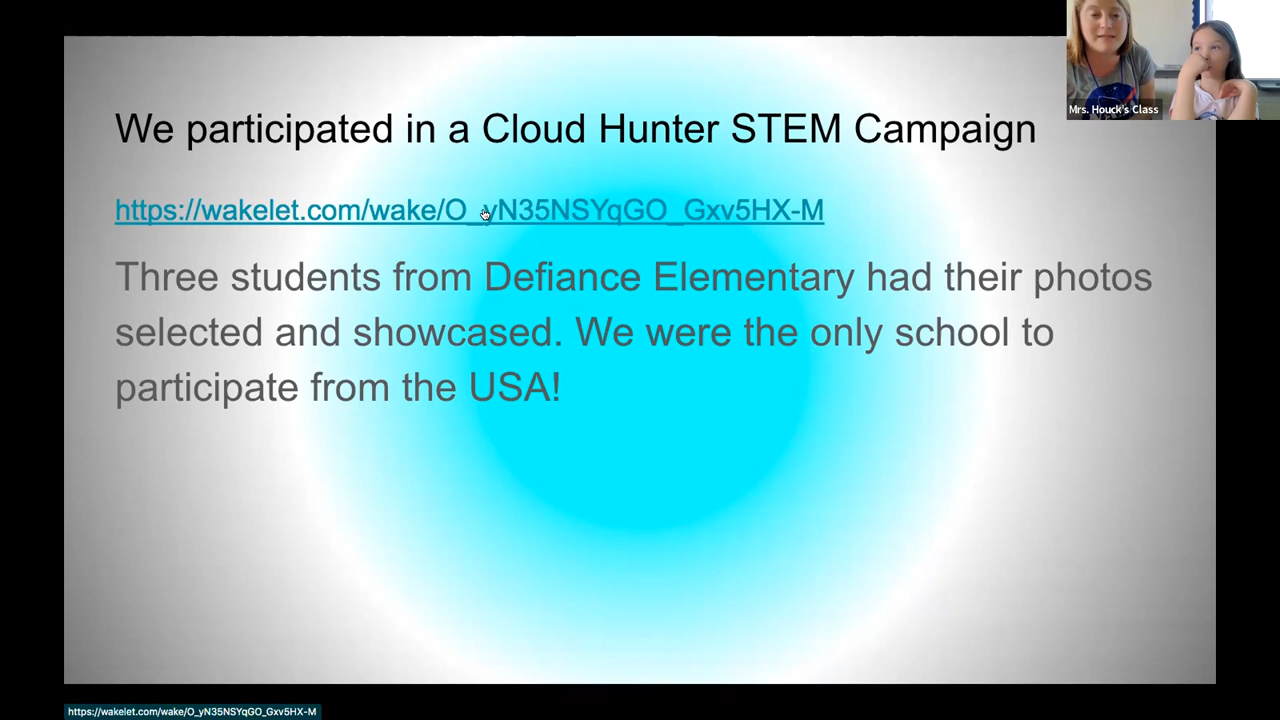 Mrs. Houck's Class
We participated in a Cloud Hunter STEM Campaign
https://wakelet.com/wake/O_yN35NSYqGO_Gxv5HX-M
Three students from Defiance Elementary had their photos
selected and showcased. We were the only school to
participate from the USA!
https://wakelet.com/wake/O_yN35NSYqGO_Gxv5HX-M